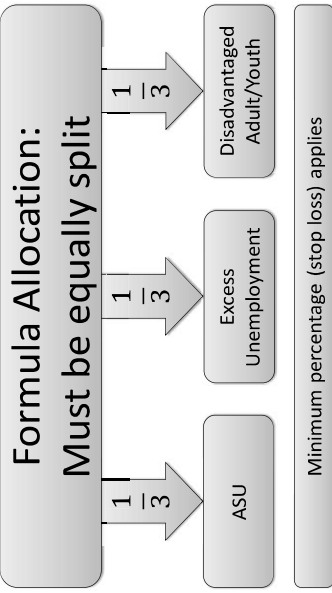 Formula Allocation:
Must be equally split
1
3
1
3
1
3
ASU
Excess
Unemployment
Disadvantaged
Adult/Youth
Minimum percentage (stop loss) applies